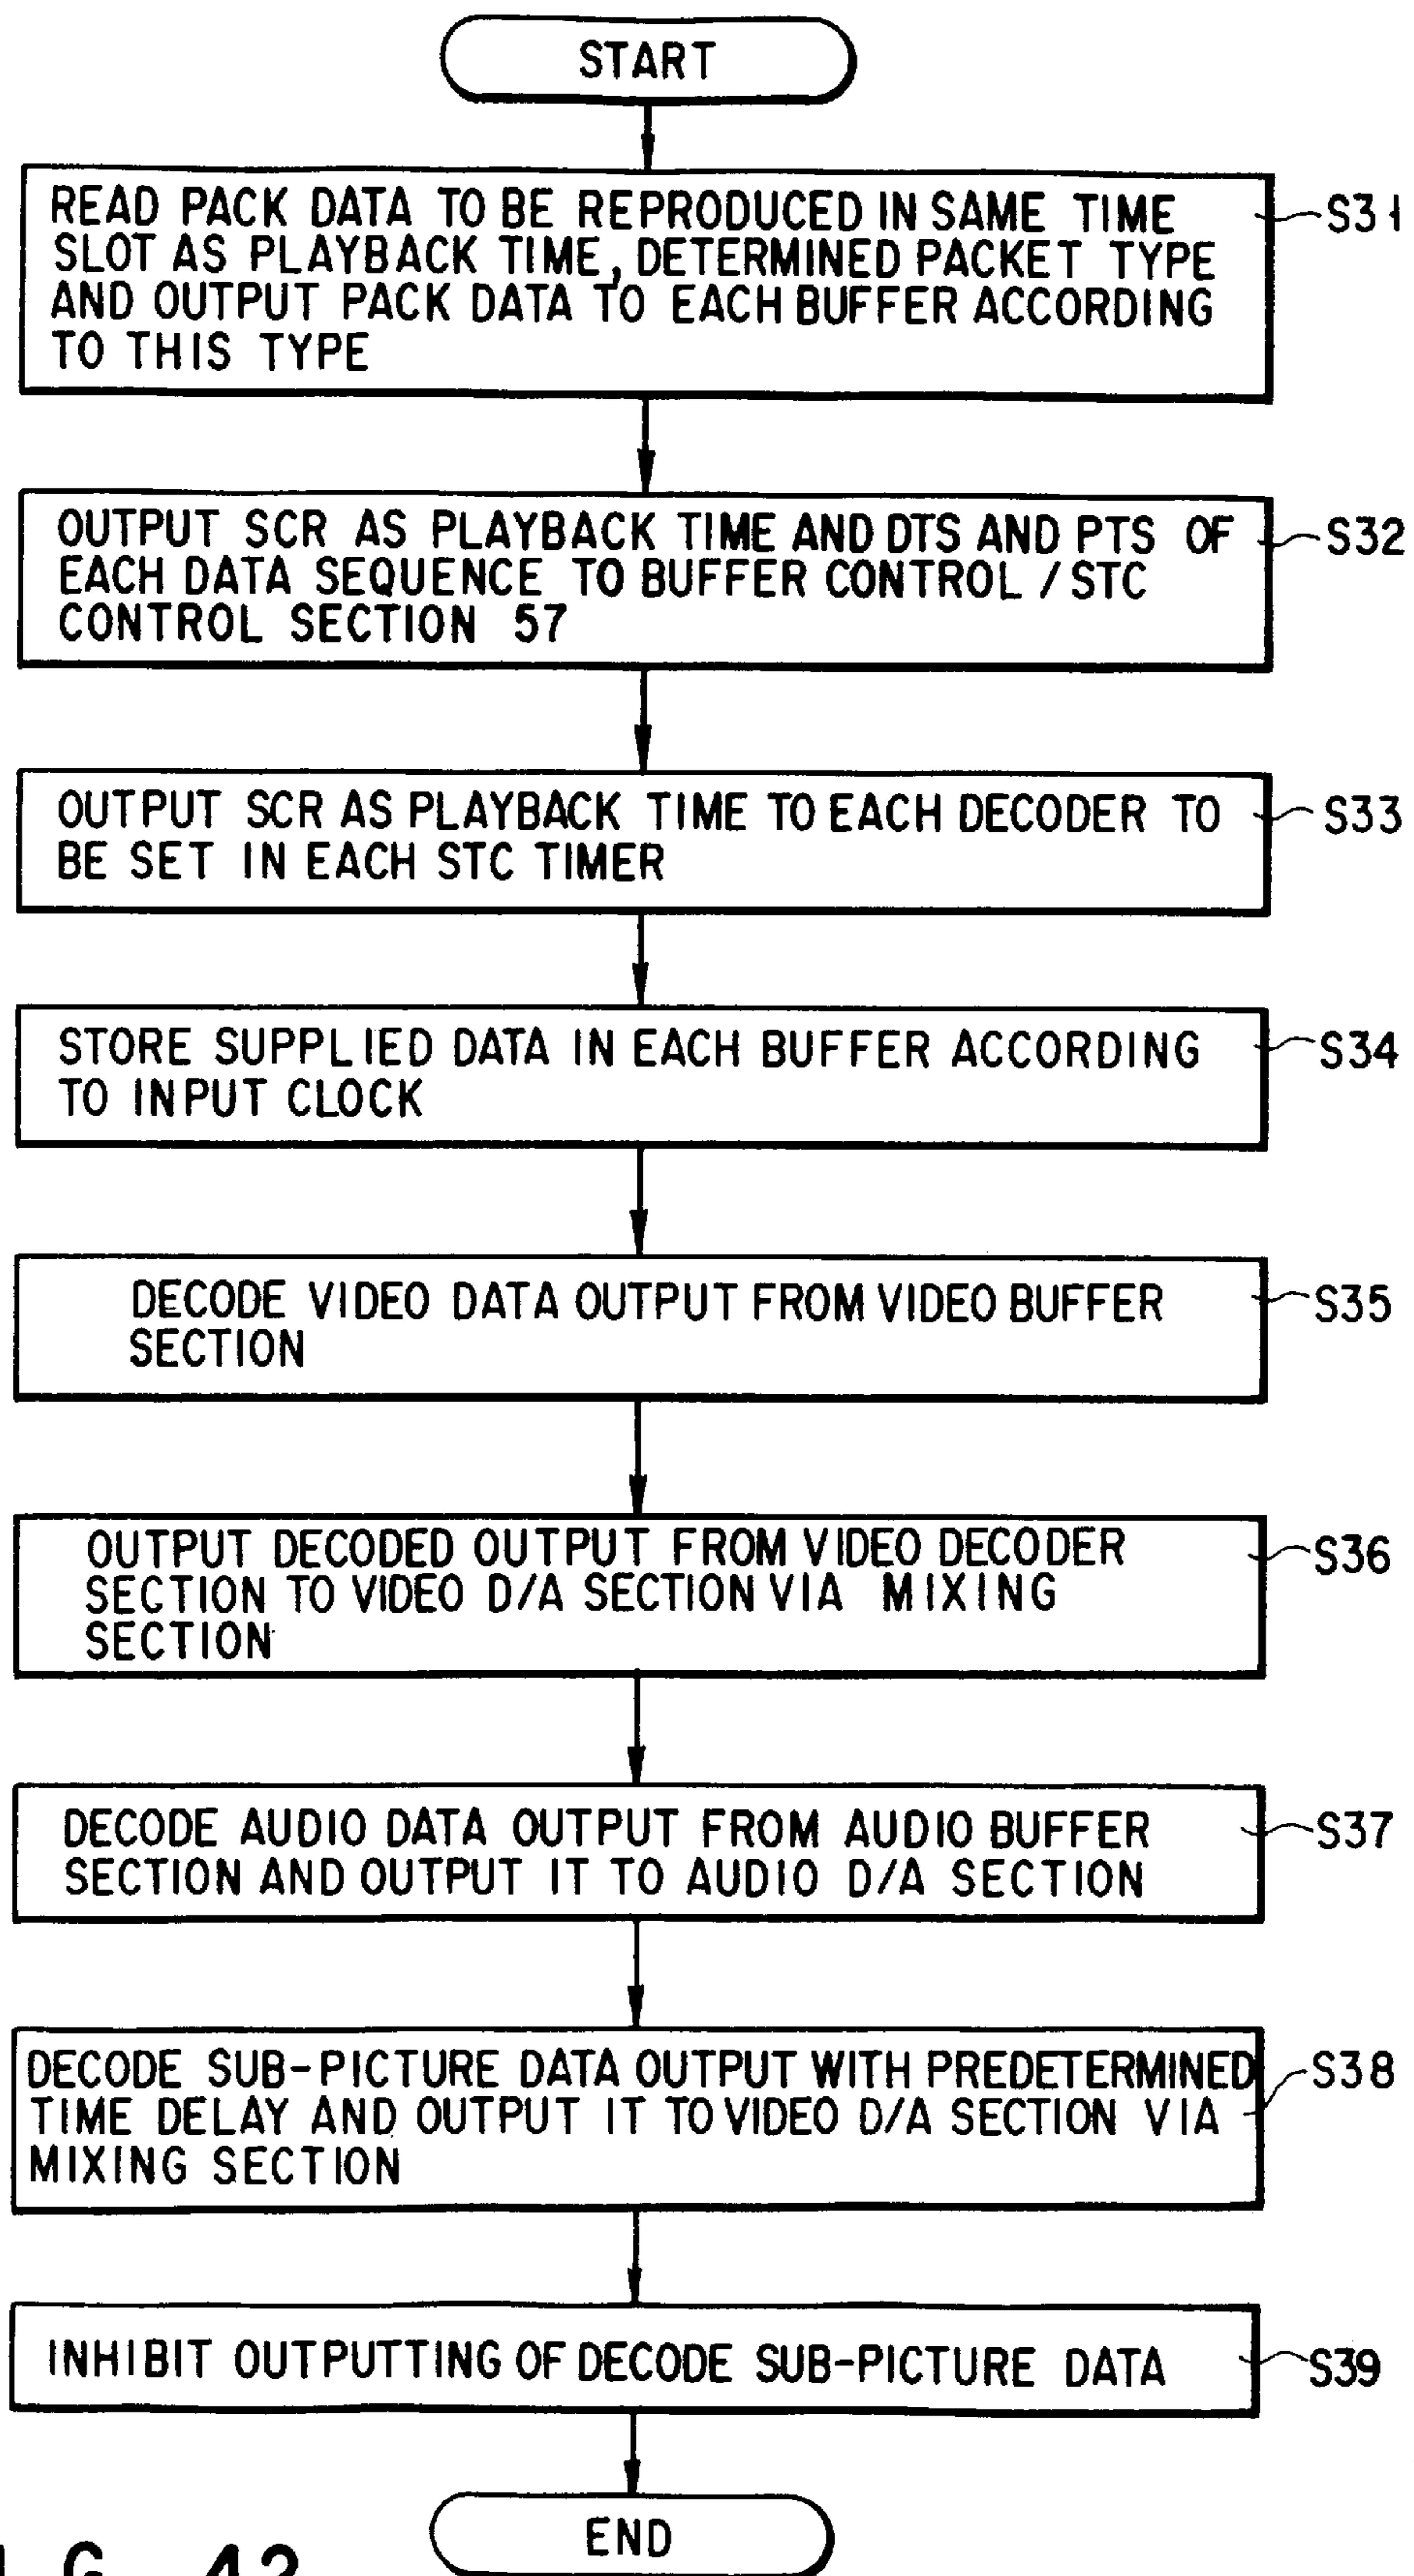 START
READ PACK DATA TO BE REPRODUCED IN SAME TIME
SLOT AS PLAYBACK TIME, DETERMINED PACKET TYPE
AND OUTPUT PACK DATA TO EACH BUFFER ACCORDING
TO THIS TYPE
S31
OUTPUT SCR AS PLAYBACK TIME AND DTS AND PTS OF
EACH DATA SEQUENCE TO BUFFER CONTROL / STC
CONTROL SECTION 57
S32
OUTPUT SCR AS PLAYBACK TIME TO EACH DECODER TO
BE SET IN EACH STC TIMER
S33
STORE SUPPLIED DATA IN EACH BUFFER ACCORDING
TO INPUT CLOCK
S34
DECODE VIDEO DATA OUTPUT FROM VIDEO BUFFER
SECTION
S35
OUTPUT DECODED OUTPUT FROM VIDEO DECODER
SECTION TO VIDEO D/A SECTION VIA MIXING
SECTION
S36
DECODE AUDIO DATA OUTPUT FROM AUDIO BUFFER
SECTION AND OUTPUT IT TO AUDIO D/A SECTION
S37
DECODE SUB-PICTURE DATA OUTPUT WITH PREDETERMINED
TIME DELAY AND OUTPUT IT TO VIDEO D/A SECTION VIA
MIXING SECTION
S38
INHIBIT OUTPUTTING OF DECODE SUB-PICTURE DATA
S39
END